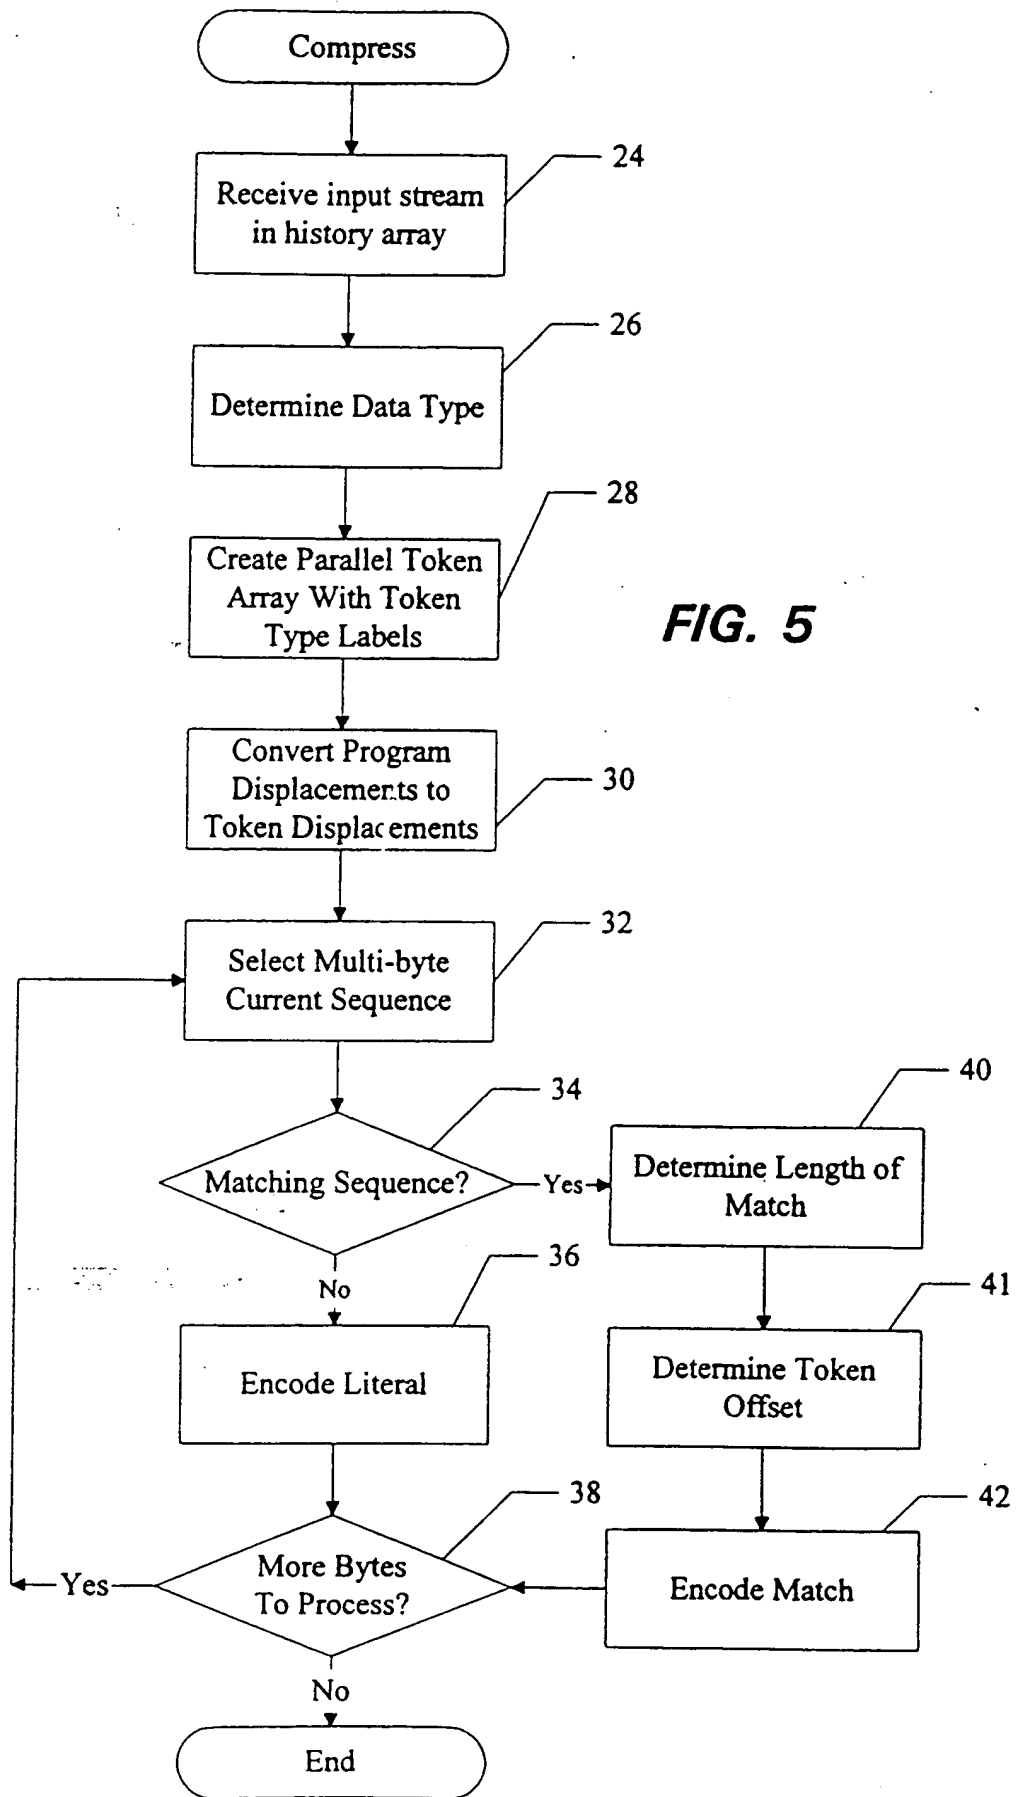 Compress
24
Receive input stream
in history array
26
Determine Data Type
28
Create Parallel Token
Array With Token
Type Labels
FIG. 5
Convert Program
Displacements to
Token Displacements
30
32
Select Multi-byte
Current Sequence
34
40
Matching Sequence?
Yes
Determine Length of
Match
No
36
41
Encode Literal
Determine Token
Offset
38
42
More Bytes
To Process?
Yes
Encode Match
No
End